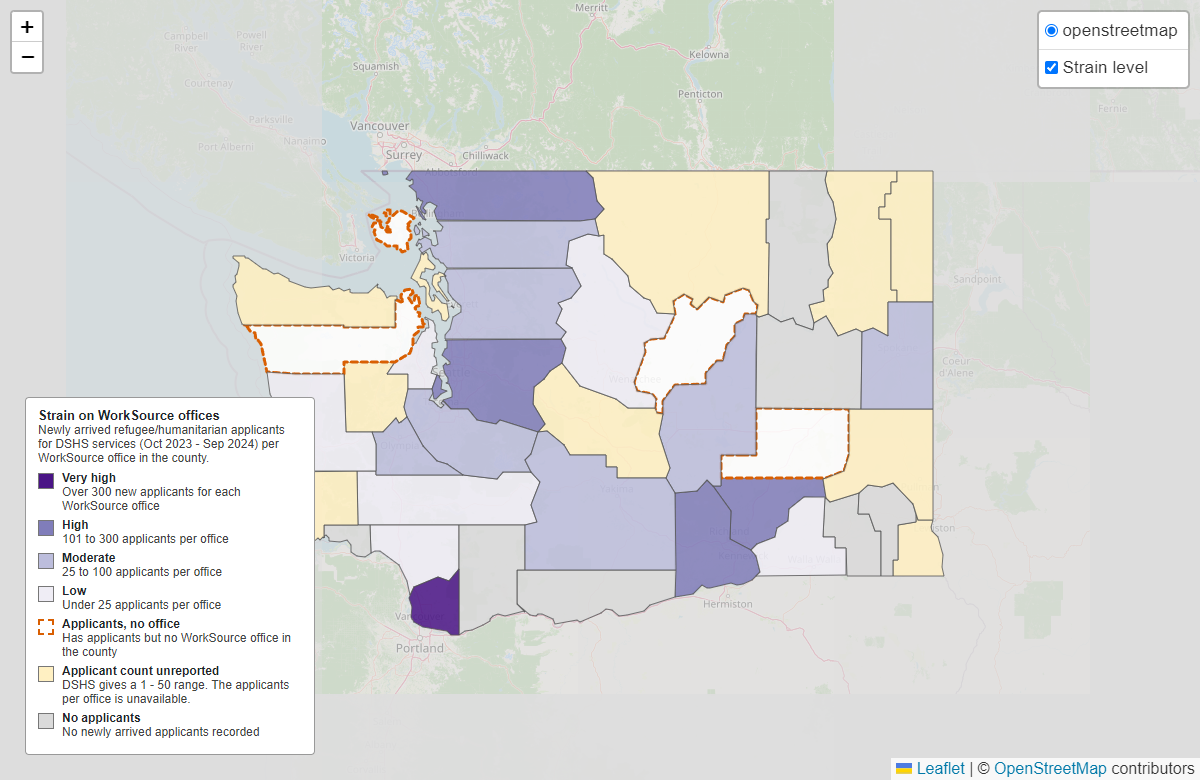 +
−
openstreetmap
Strain level
Merritt
Campbell
River
Powell
River
Kelowna
Squamish
Courtenay
Penticton
Fernie
Parksville
Vancouver
Nanaimo
Port Alberni
Surrey
Chilliwack
Victoria
Sandpoint
Coeur
d'Alene
Strain on WorkSource offices
Newly arrived refugee/humanitarian applicants
for DSHS services (Oct 2023 - Sep 2024) per
WorkSource office in the county.
Very high
Over 300 new applicants for each
WorkSource office
High
101 to 300 applicants per office
Moderate
25 to 100 applicants per office
Low
Under 25 applicants per office
Applicants, no office
Has applicants but no WorkSource office in
the county
Applicant count unreported
DSHS gives a 1 - 50 range. The applicants
per office is unavailable.
No applicants
No newly arrived applicants recorded
Hermiston
Portland
Leaflet | © OpenStreetMap contributors